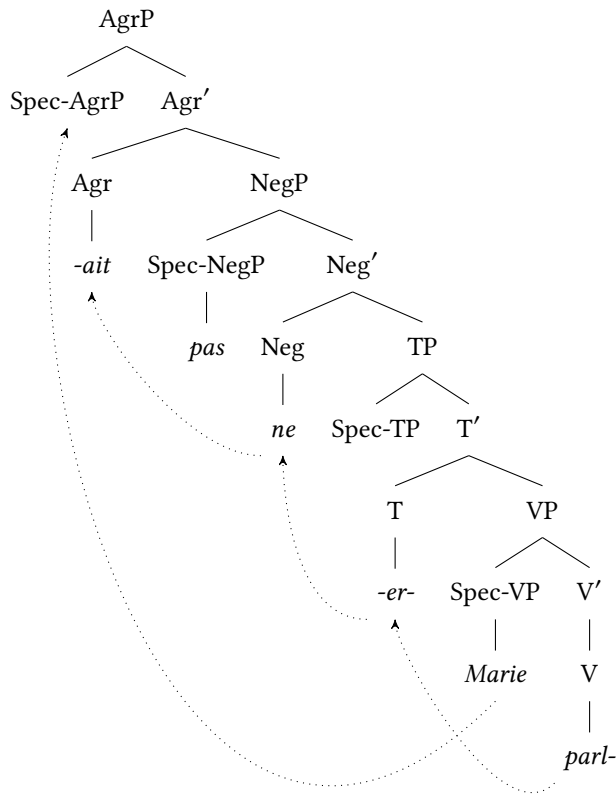 AgrP
Spec-AgrP Agr′
Agr NegP
-ait Spec-NegP Neg′
pas Neg TP
ne Spec-TP T′
T VP
-er- Spec-VP V′
Marie V
parl-